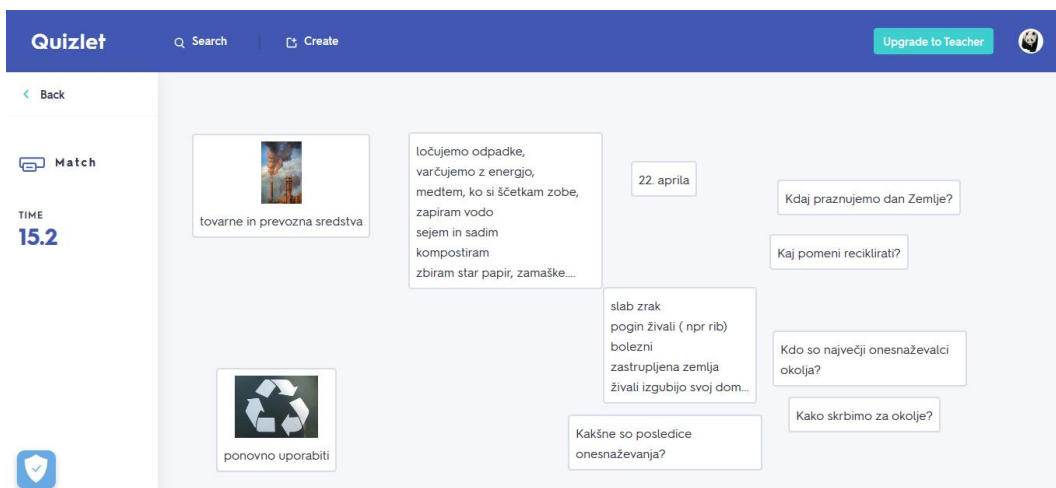 Quizlet
Search
Create
Upgrade to Teacher
Back
Match
TIME
15.2
tovarne in prevozna sredstva
ločujemo odpadke,
varčujemo z energjo,
medtem, ko si ščetkam zobe,
zapiram vodo
sejem in sadim
kompostiram
zbiram star papir, zamaške....
22. aprila
Kdaj praznujemo dan Zemlje?
Kaj pomeni reciklirati?
slab zrak
pogin živali ( npr rib)
bolezni
zastrupljena zemlja
živali izgubijo svoj dom...
Kdo so največji onesnaževalci
okolja?
ponovno uporabiti
Kako skrbimo za okolje?
Kakšne so posledice
onesnaževanja?